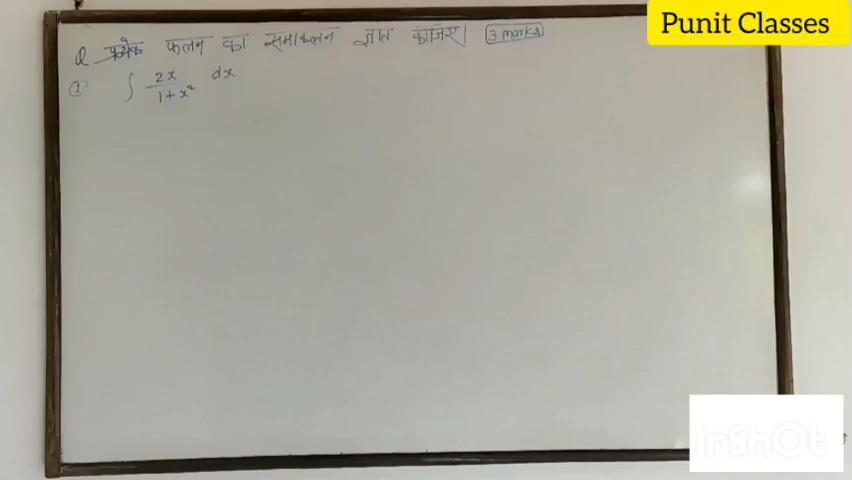 Punit Classes
Q प्रत्येक फलन का समाकलन ज्ञात कीजिए। 3 marks
① ∫ 2x / 1+x² dx
InShOt